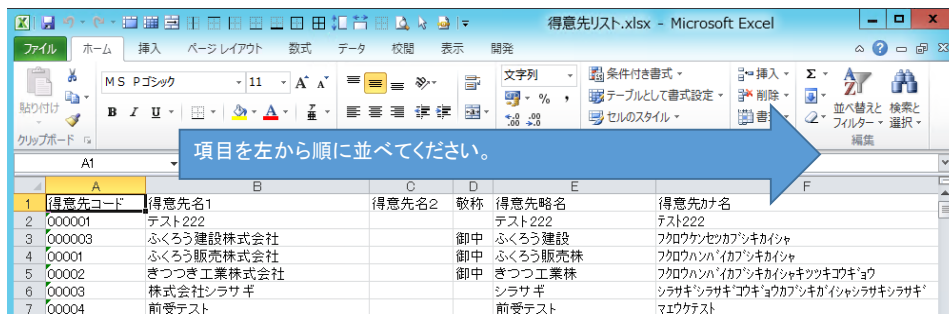 得意先リスト.xlsx - Microsoft Excel
ファイル ホーム 挿入 ページ レイアウト 数式 データ 校閲 表示 開発
貼り付け
クリップボード
MS Pゴシック 11
B I U
文字列
%
条件付き書式
テーブルとして書式設定
セルのスタイル
挿入
削除
書
Σ
並べ替えと
フィルター
検索と
選択
編集
項目を左から順に並べてください。
A1
A B C D E F
1 得意先コード 得意先名1 得意先名2 敬称 得意先略名 得意先ｶﾅ名
2 000001 テスト222 テスト222 ﾃｽﾄ222
3 000003 ふくろう建設株式会社 御中 ふくろう建設 ﾌｸﾛｳｹﾝｾﾂｶﾌﾞｼｷｶｲｼｬ
4 00001 ふくろう販売株式会社 御中 ふくろう販売株 ﾌｸﾛｳﾊﾝﾊﾞｲｶﾌﾞｼｷｶｲｼｬ
5 00002 きつつき工業株式会社 御中 きつつ工業株 ﾌｸﾛｳﾊﾝﾊﾞｲｶﾌﾞｼｷｶｲｼｬｷﾂﾂｷｺｳｷﾞｮｳ
6 00003 株式会社シラサギ シラサギ ｼﾗｻｷﾞｼﾗｻｷﾞｺｳｷﾞｮｳｶﾌﾞｼｷｶﾞｲｼｬｼﾗｻｷｼﾗｻｷﾞ
7 00004 前受テスト 前受テスト ﾏｴｳｹﾃｽﾄ